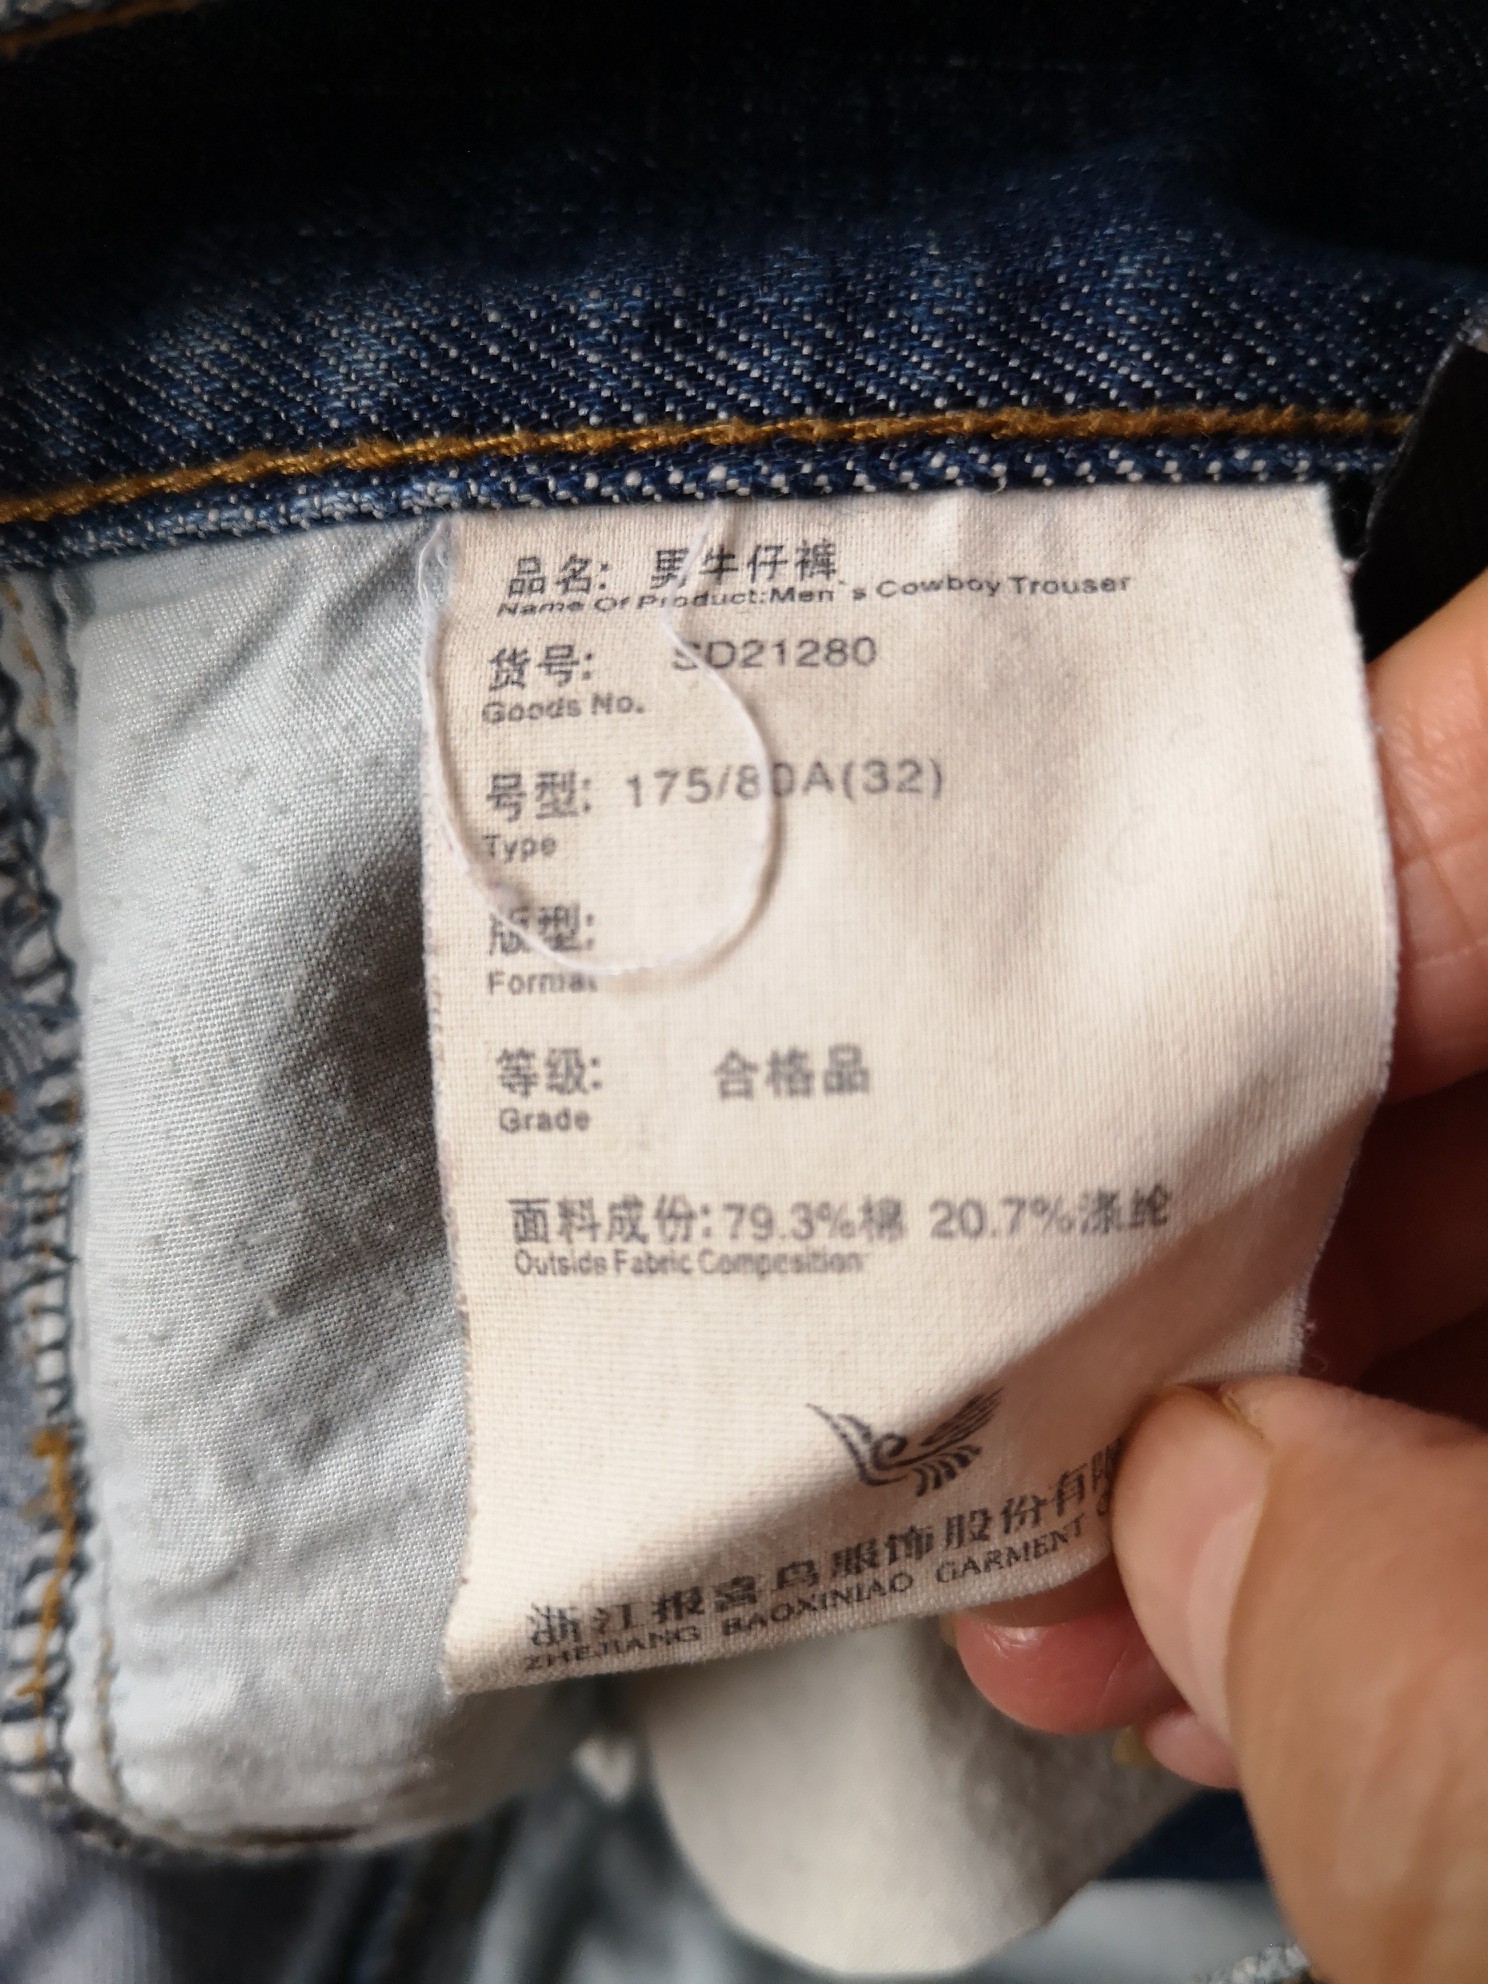 品名: 男牛仔裤
Name Of Product:Men`s Cowboy Trouser
货号: SD21280
Goods No.
号型: 175/80A(32)
Type
版型:
Format
等级: 合格品
Grade
面料成份:79.3%棉 20.7%涤纶
Outside Fabric Composition
浙江报喜鸟服饰股份有限
ZHEJIANG BAOXINIAO GARMENT